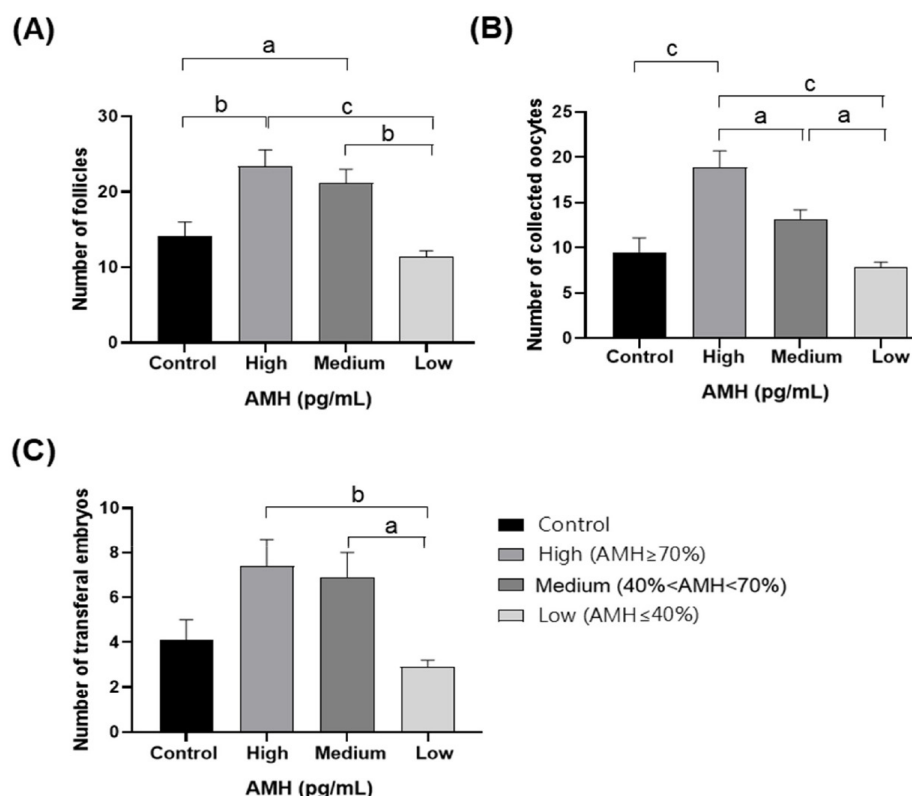 (A)
a
b
c
b
Number of follicles
30
20
10
0
Control High Medium Low
AMH (pg/mL)
(B)
c
c
a
a
Number of collected oocytes
25
20
15
10
5
0
Control High Medium Low
AMH (pg/mL)
(C)
b
a
Number of transferal embryos
10
8
6
4
2
0
Control High Medium Low
AMH (pg/mL)
Control
High (AMH≥70%)
Medium (40%<AMH<70%)
Low (AMH≤40%)